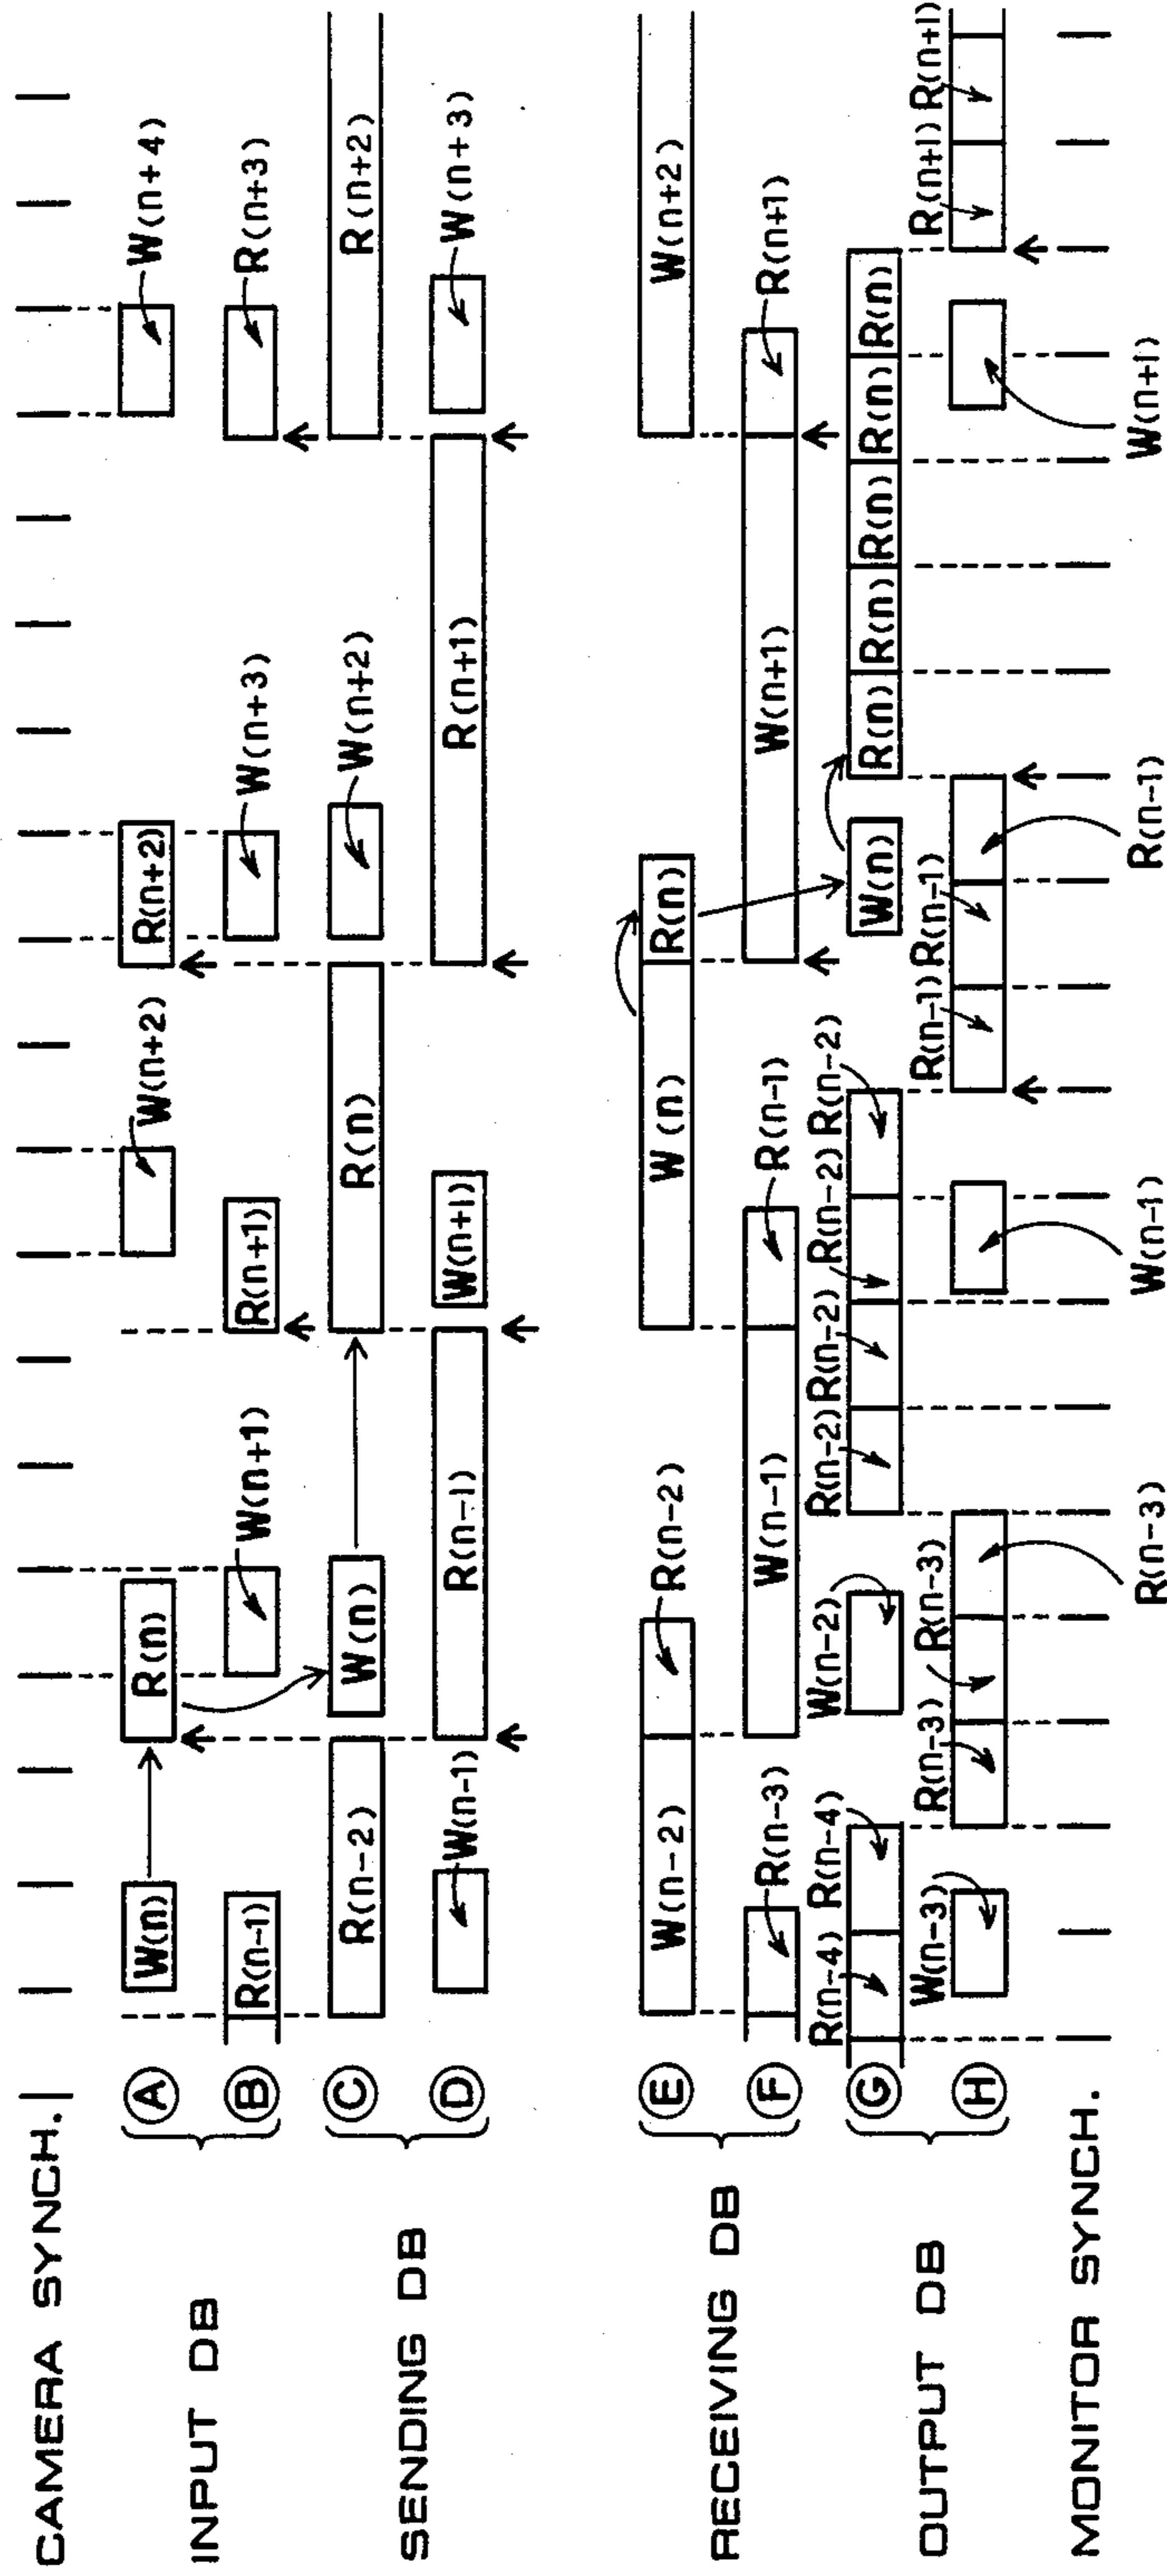 CAMERA SYNCH.
INPUT DB
Ⓐ W(n) R(n) W(n+2) R(n+2) W(n+4)
Ⓑ R(n-1) W(n+1) R(n+1) W(n+3) R(n+3)
SENDING DB
Ⓒ R(n-2) W(n) R(n) W(n+2) R(n+2)
Ⓓ W(n-1) R(n-1) W(n+1) R(n+1) W(n+3)
RECEIVING DB
Ⓔ W(n-2) R(n-2) W(n) R(n) W(n+2)
Ⓕ R(n-3) W(n-1) R(n-1) W(n+1) R(n+1)
OUTPUT DB
Ⓖ R(n-4) R(n-4) W(n-2) R(n-2) R(n-2) R(n-2) R(n-2) W(n) R(n) R(n) R(n) R(n) R(n)
Ⓗ W(n-3) R(n-3) R(n-3) R(n-3) W(n-1) R(n-1) R(n-1) R(n-1) W(n+1) R(n+1) R(n+1)
MONITOR SYNCH.